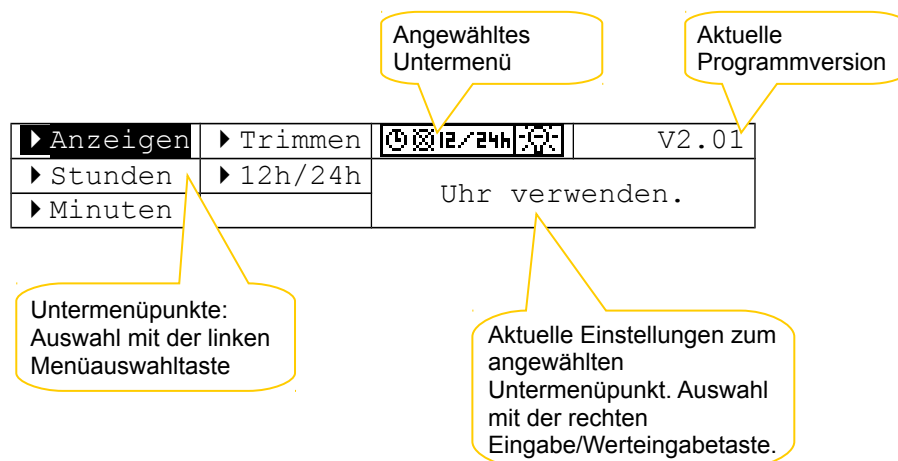 Angewähltes
Untermenü
Aktuelle
Programmversion
Anzeigen
Trimmen
12/24h
V2.01
Stunden
12h/24h
Uhr verwenden.
Minuten
Untermenüpunkte:
Auswahl mit der linken
Menüauswahltaste
Aktuelle Einstellungen zum
angewählten
Untermenüpunkt. Auswahl
mit der rechten
Eingabe/Werteingabetaste.